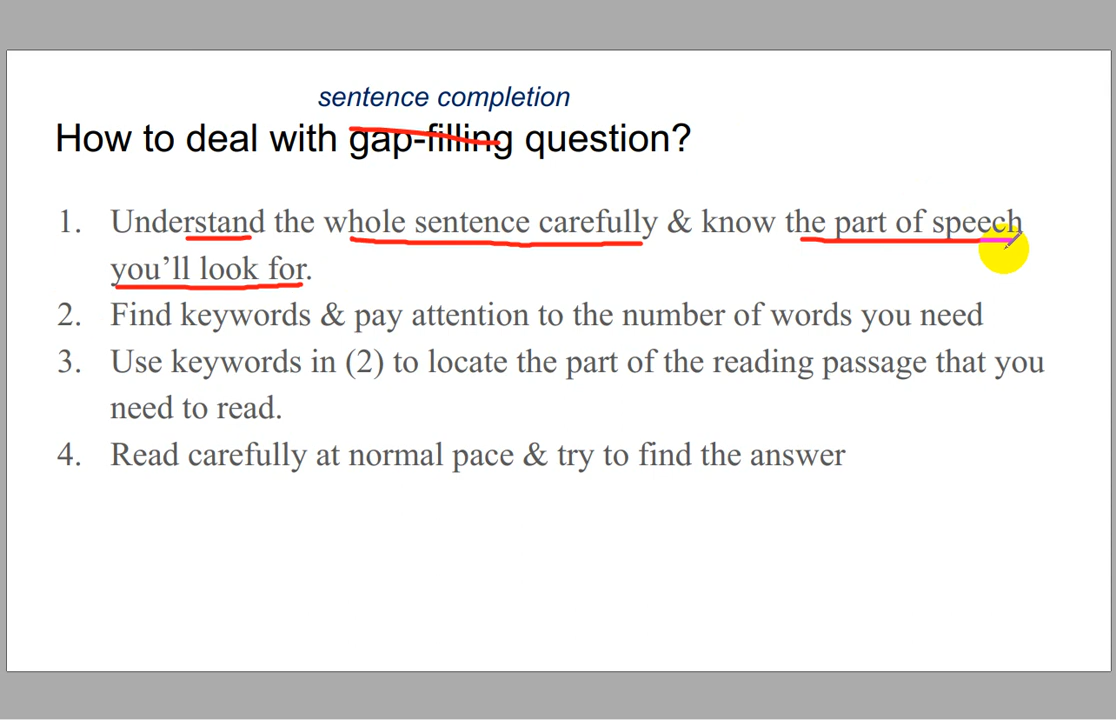 sentence completion
How to deal with gap-filling question?
1. Understand the whole sentence carefully & know the part of speech
you’ll look for.
2. Find keywords & pay attention to the number of words you need
3. Use keywords in (2) to locate the part of the reading passage that you
need to read.
4. Read carefully at normal pace & try to find the answer